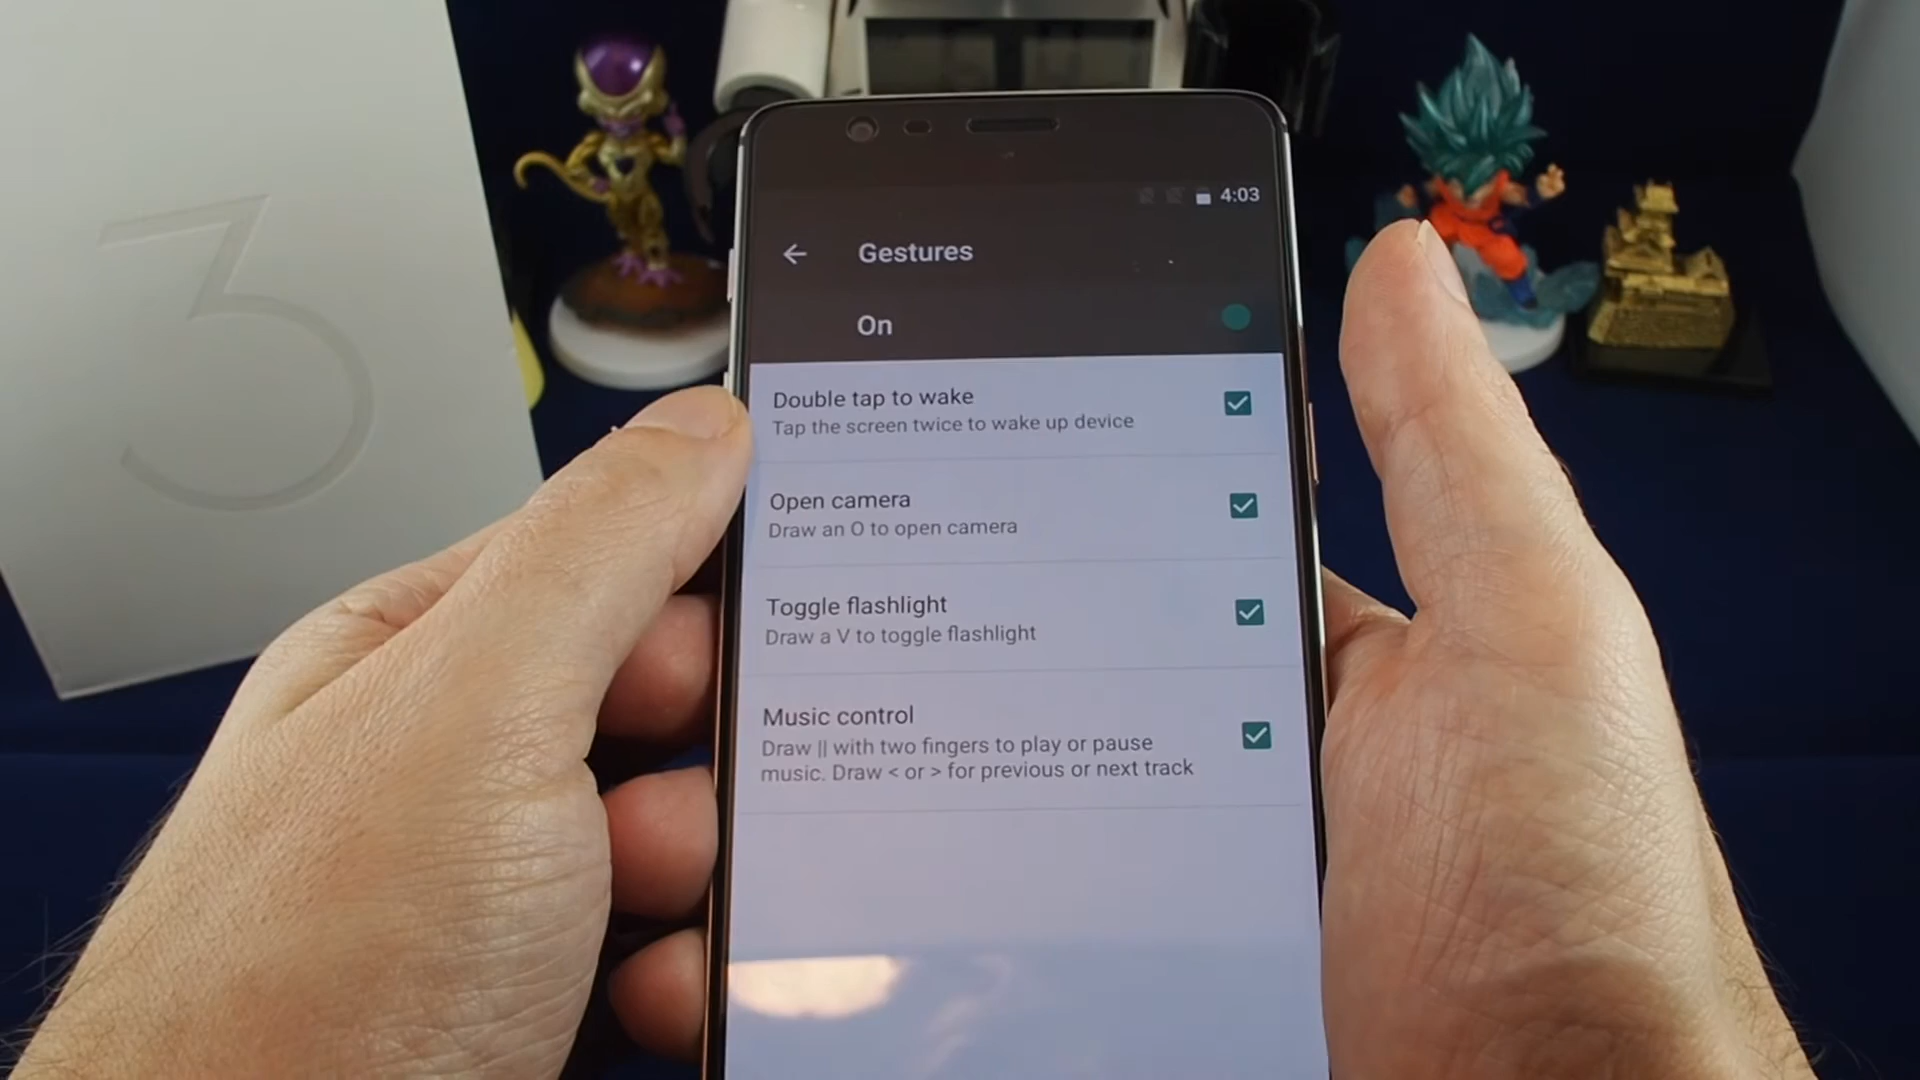 3
4:03
Gestures
On
Double tap to wake
Tap the screen twice to wake up device
Open camera
Draw an O to open camera
Toggle flashlight
Draw a V to toggle flashlight
Music control
Draw || with two fingers to play or pause
music. Draw < or > for previous or next track